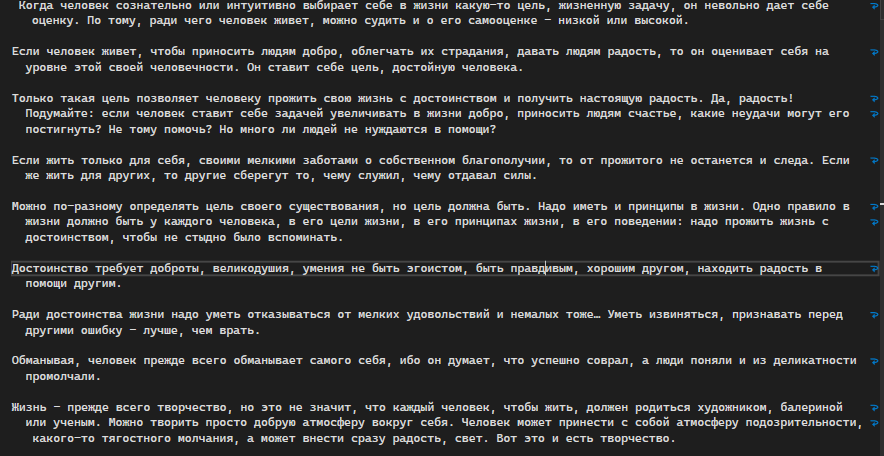 Когда человек сознательно или интуитивно выбирает себе в жизни какую-то цель, жизненную задачу, он невольно дает себе
оценку. По тому, ради чего человек живет, можно судить и о его самооценке - низкой или высокой.
Если человек живет, чтобы приносить людям добро, облегчать их страдания, давать людям радость, то он оценивает себя на
уровне этой своей человечности. Он ставит себе цель, достойную человека.
Только такая цель позволяет человеку прожить свою жизнь с достоинством и получить настоящую радость. Да, радость!
Подумайте: если человек ставит себе задачей увеличивать в жизни добро, приносить людям счастье, какие неудачи могут его
постигнуть? Не тому помочь? Но много ли людей не нуждаются в помощи?
Если жить только для себя, своими мелкими заботами о собственном благополучии, то от прожитого не останется и следа. Если
же жить для других, то другие сберегут то, чему служил, чему отдавал силы.
Можно по-разному определять цель своего существования, но цель должна быть. Надо иметь и принципы в жизни. Одно правило в
жизни должно быть у каждого человека, в его цели жизни, в его принципах жизни, в его поведении: надо прожить жизнь с
достоинством, чтобы не стыдно было вспоминать.
Достоинство требует доброты, великодушия, умения не быть эгоистом, быть правдивым, хорошим другом, находить радость в
помощи другим.
Ради достоинства жизни надо уметь отказываться от мелких удовольствий и немалых тоже… Уметь извиняться, признавать перед
другими ошибку - лучше, чем врать.
Обманывая, человек прежде всего обманывает самого себя, ибо он думает, что успешно соврал, а люди поняли и из деликатности
промолчали.
Жизнь - прежде всего творчество, но это не значит, что каждый человек, чтобы жить, должен родиться художником, балериной
или ученым. Можно творить просто добрую атмосферу вокруг себя. Человек может принести с собой атмосферу подозрительности,
какого-то тягостного молчания, а может внести сразу радость, свет. Вот это и есть творчество.